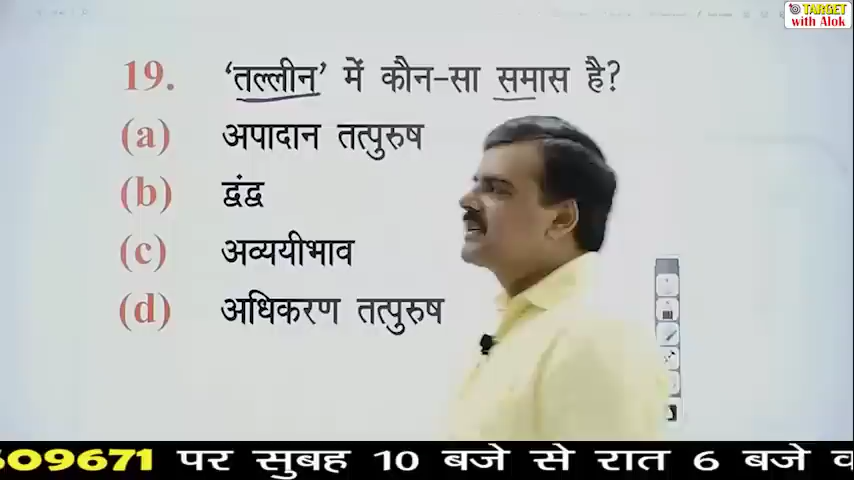 TARGET
with Alok
19. ‘तल्लीन’ में कौन-सा समास है?
(a) अपादान तत्पुरुष
(b) द्वंद्व
(c) अव्ययीभाव
(d) अधिकरण तत्पुरुष
609671 पर सुबह 10 बजे से रात 6 बजे